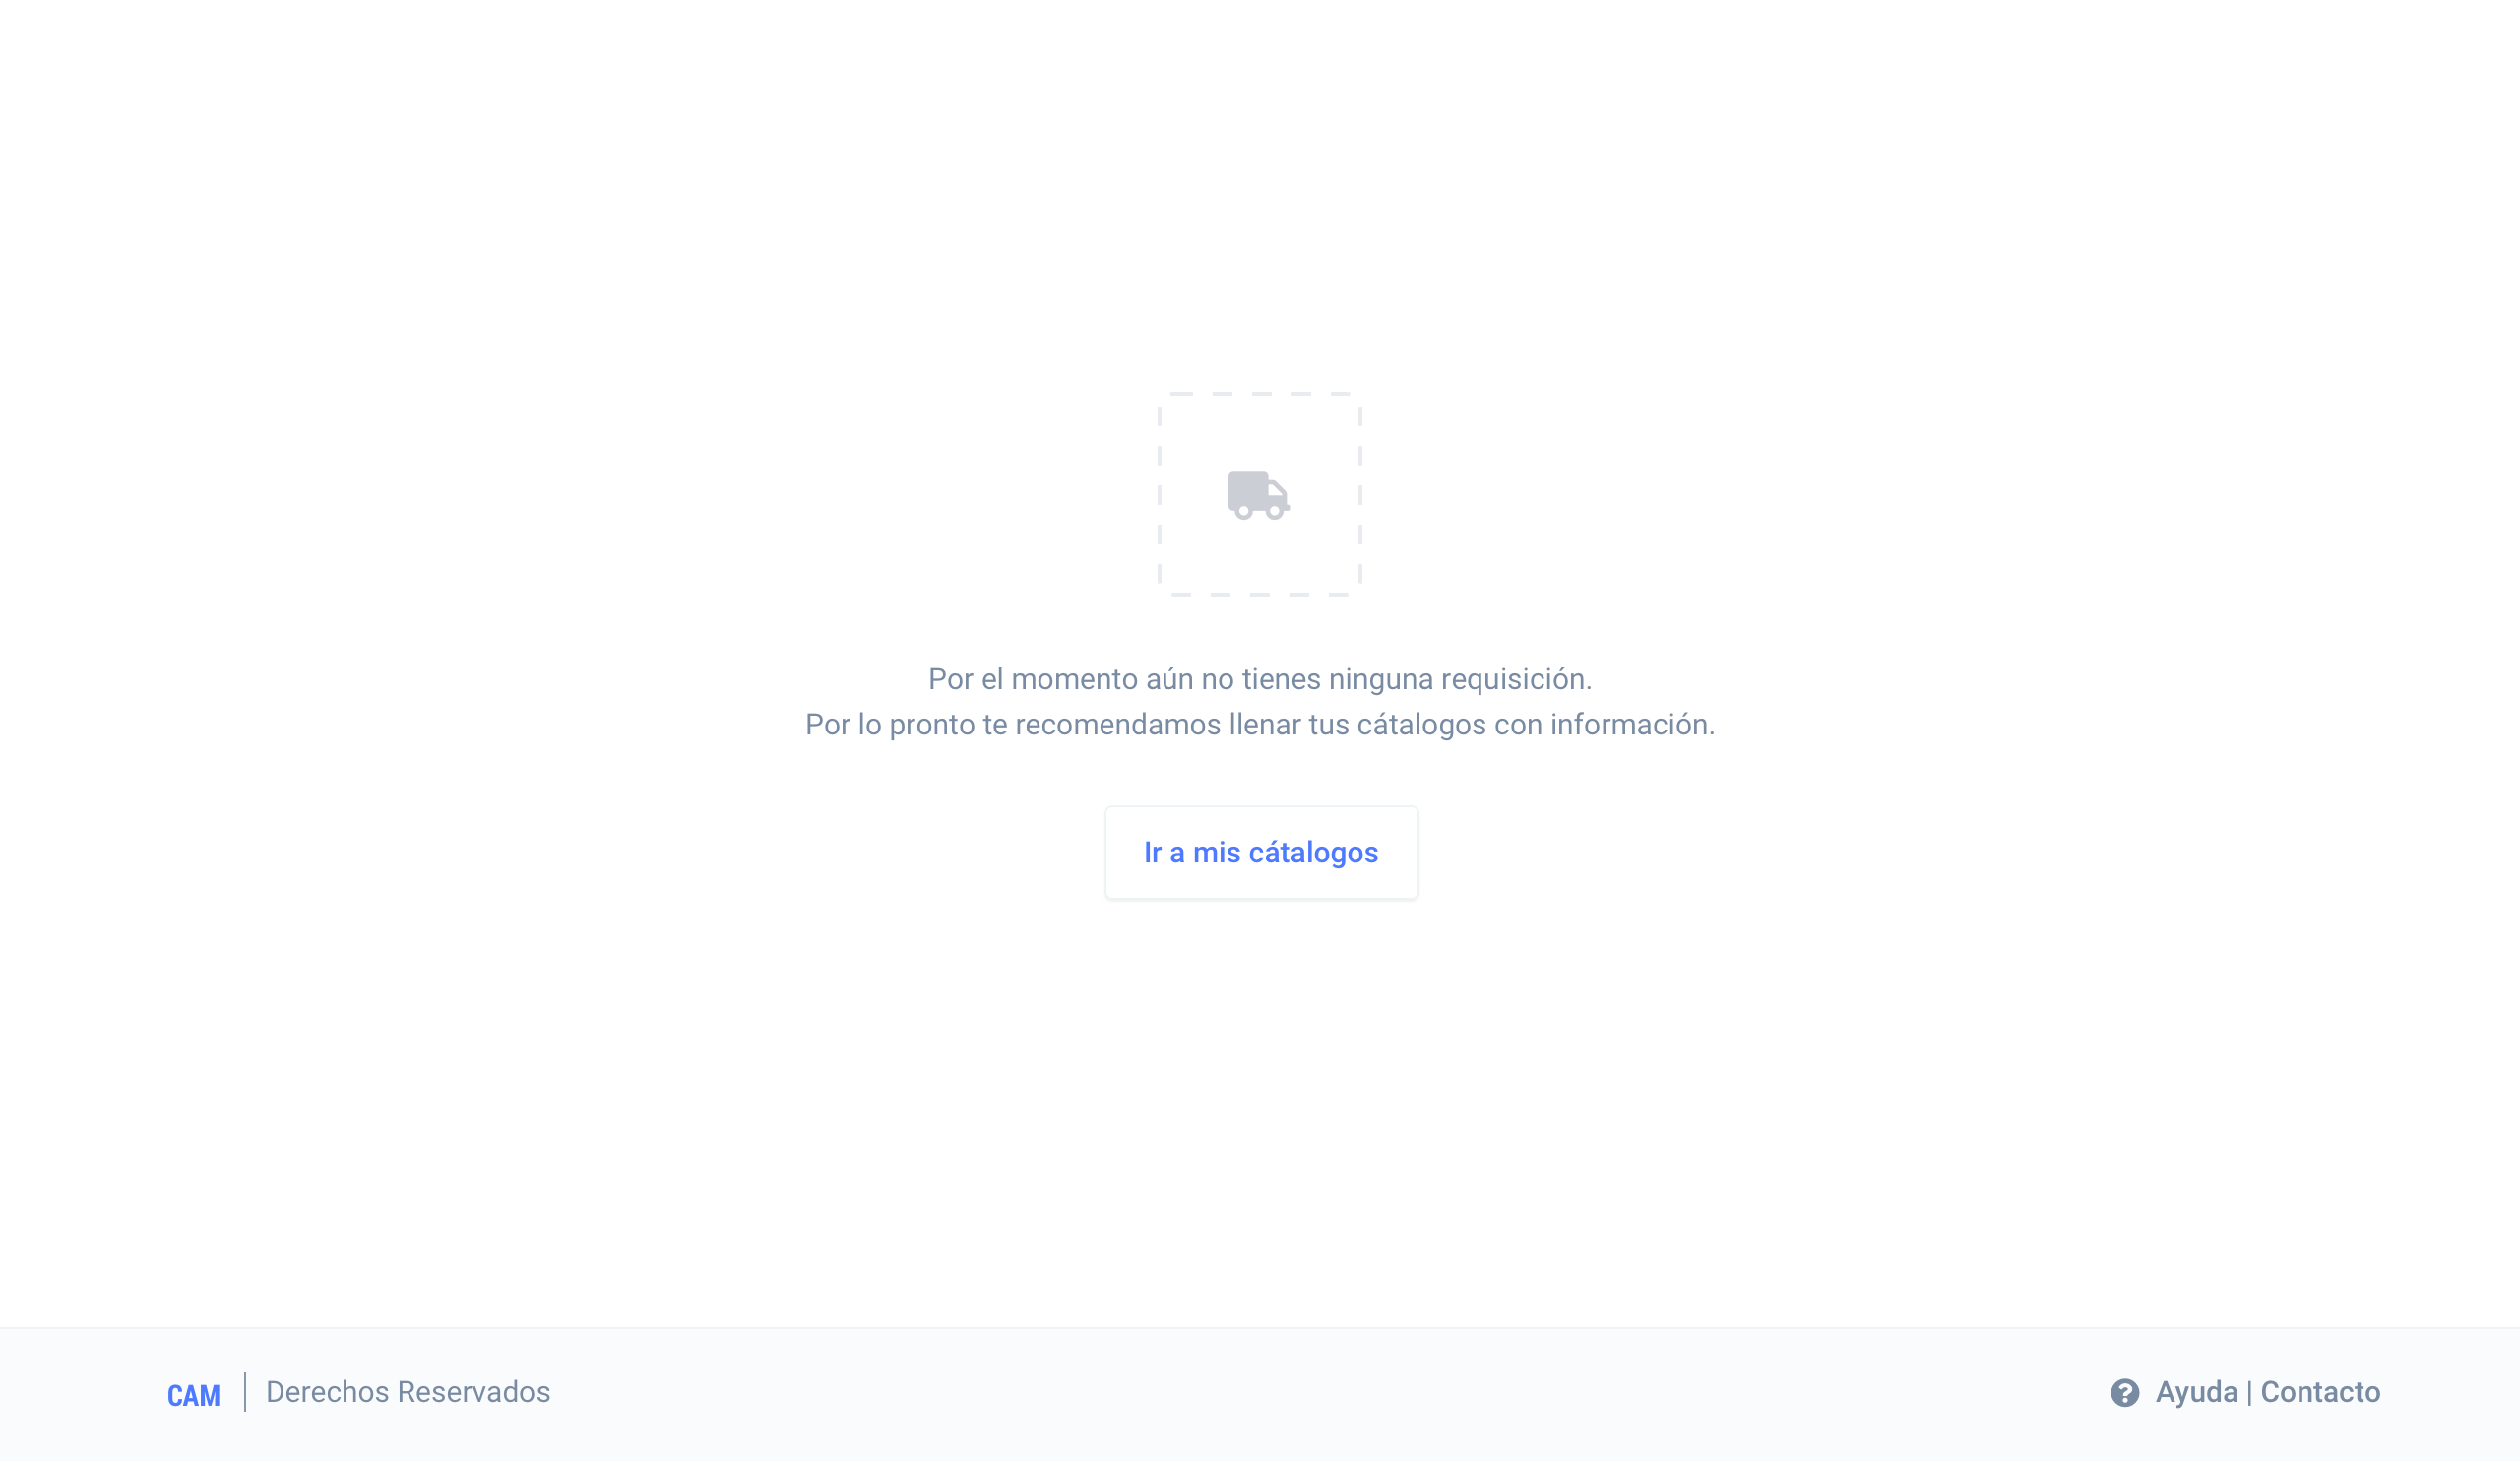 Por el momento aún no tienes ninguna requisición.
Por lo pronto te recomendamos llenar tus cátalogos con información.
Ir a mis cátalogos
CAM | Derechos Reservados
Ayuda | Contacto